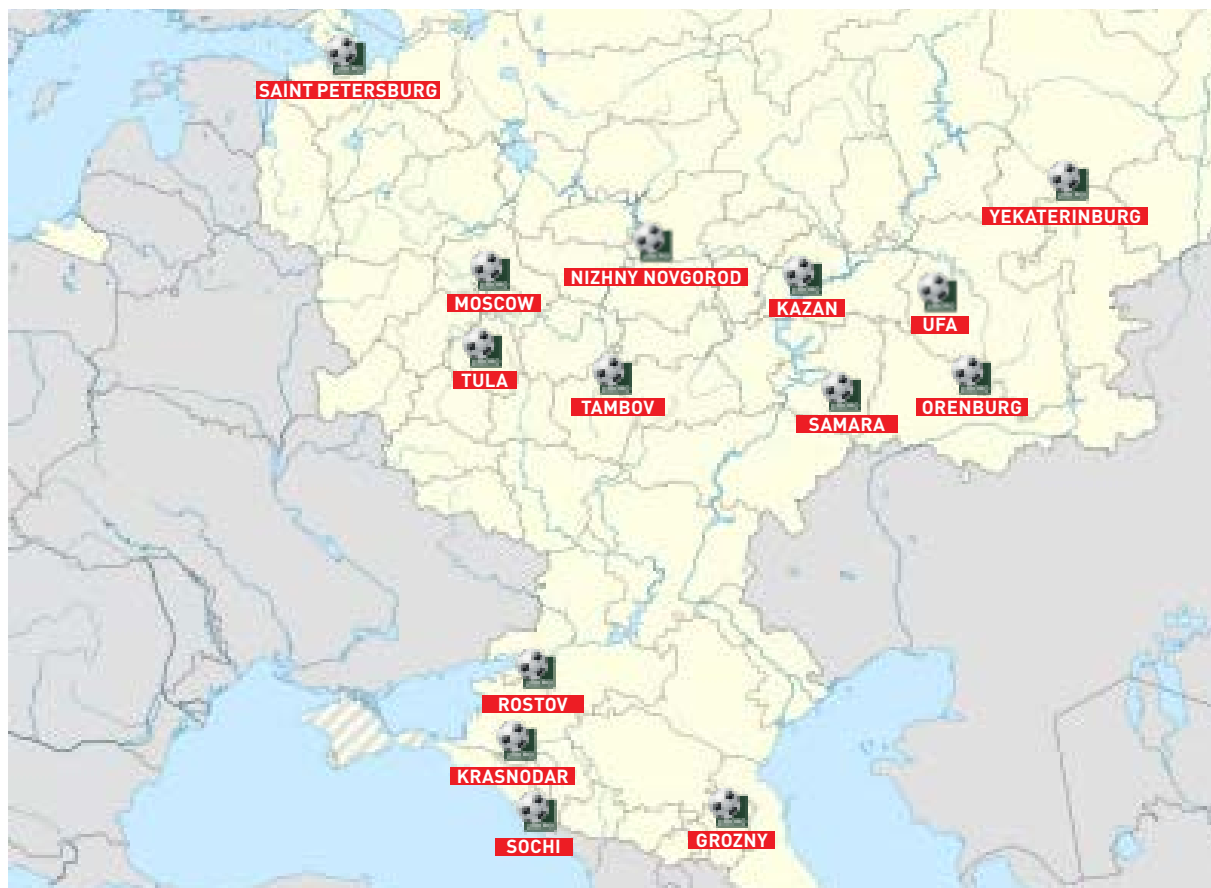 SAINT PETERSBURG
YEKATERINBURG
NIZHNY NOVGOROD
MOSCOW
KAZAN
UFA
TULA
TAMBOV
ORENBURG
SAMARA
ROSTOV
KRASNODAR
GROZNY
SOCHI